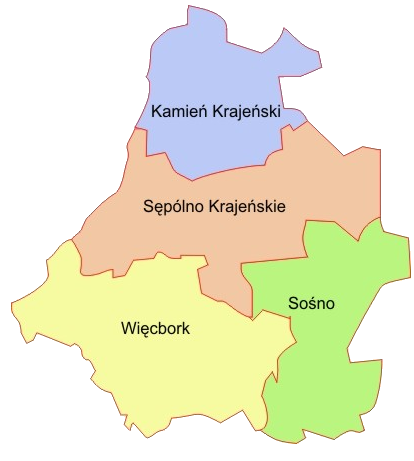 Kamień Krajeński
Sępólno Krajeńskie
Sośno
Więcbork